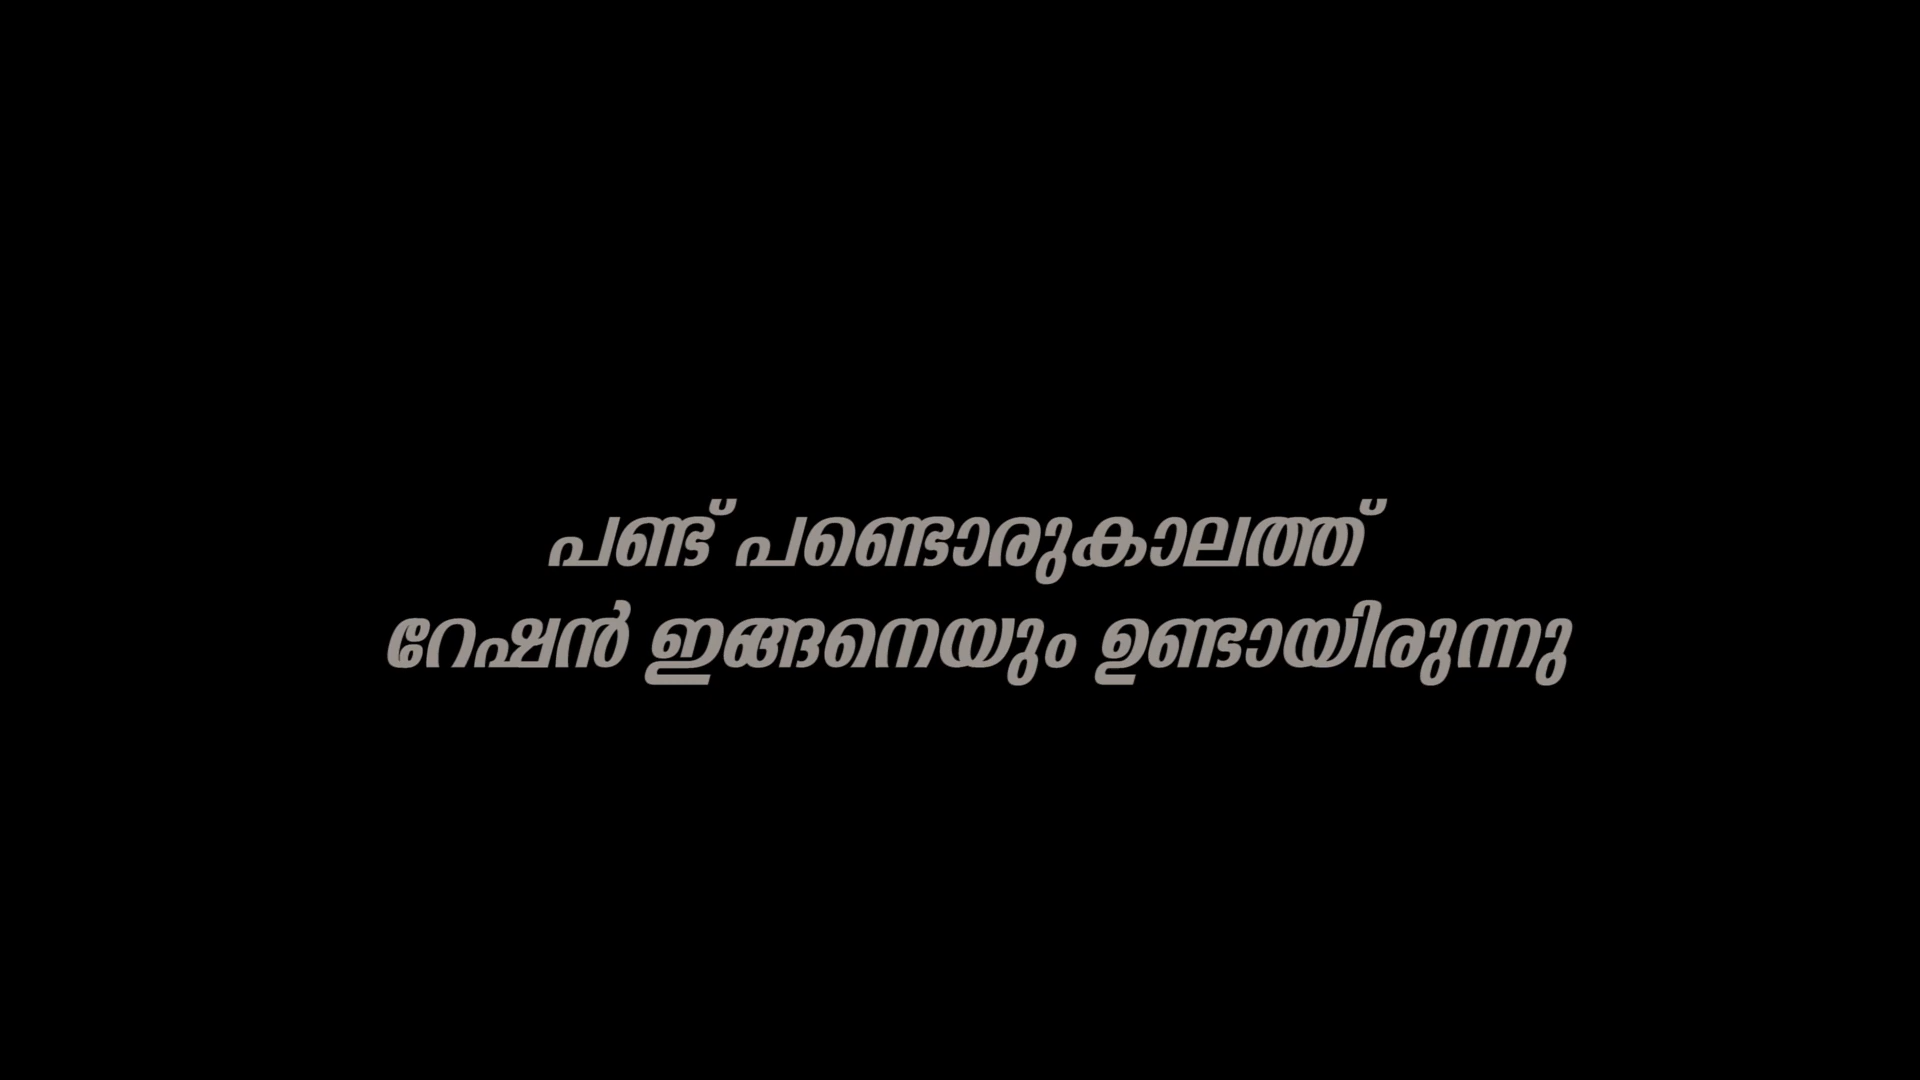 പണ്ട് പണ്ടൊരുകാലത്ത്
റേഷൻ ഇങ്ങനെയും ഉണ്ടായിരുന്നു